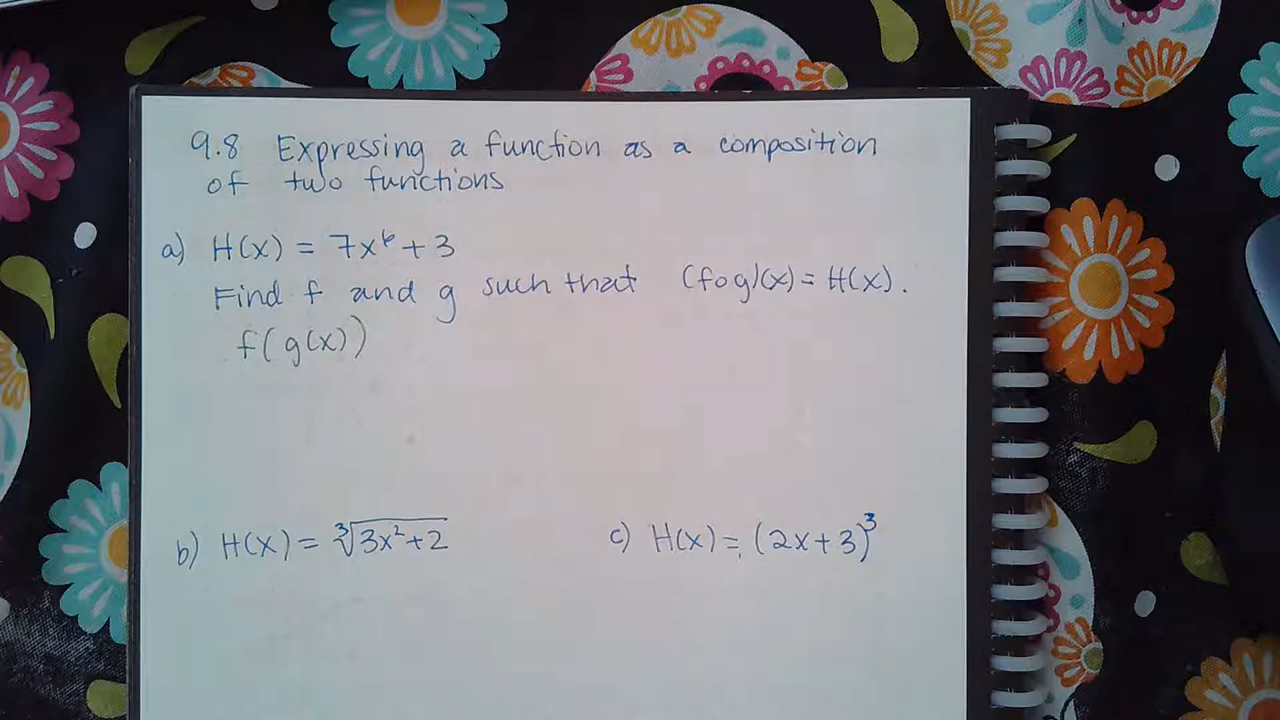 9.8 Expressing a function as a composition
of two functions
a) H(x) = 7x⁶ + 3
Find f and g such that (fog)(x) = H(x).
f(g(x))
b) H(x) = ∛(3x²+2)
c) H(x) = (2x+3)³